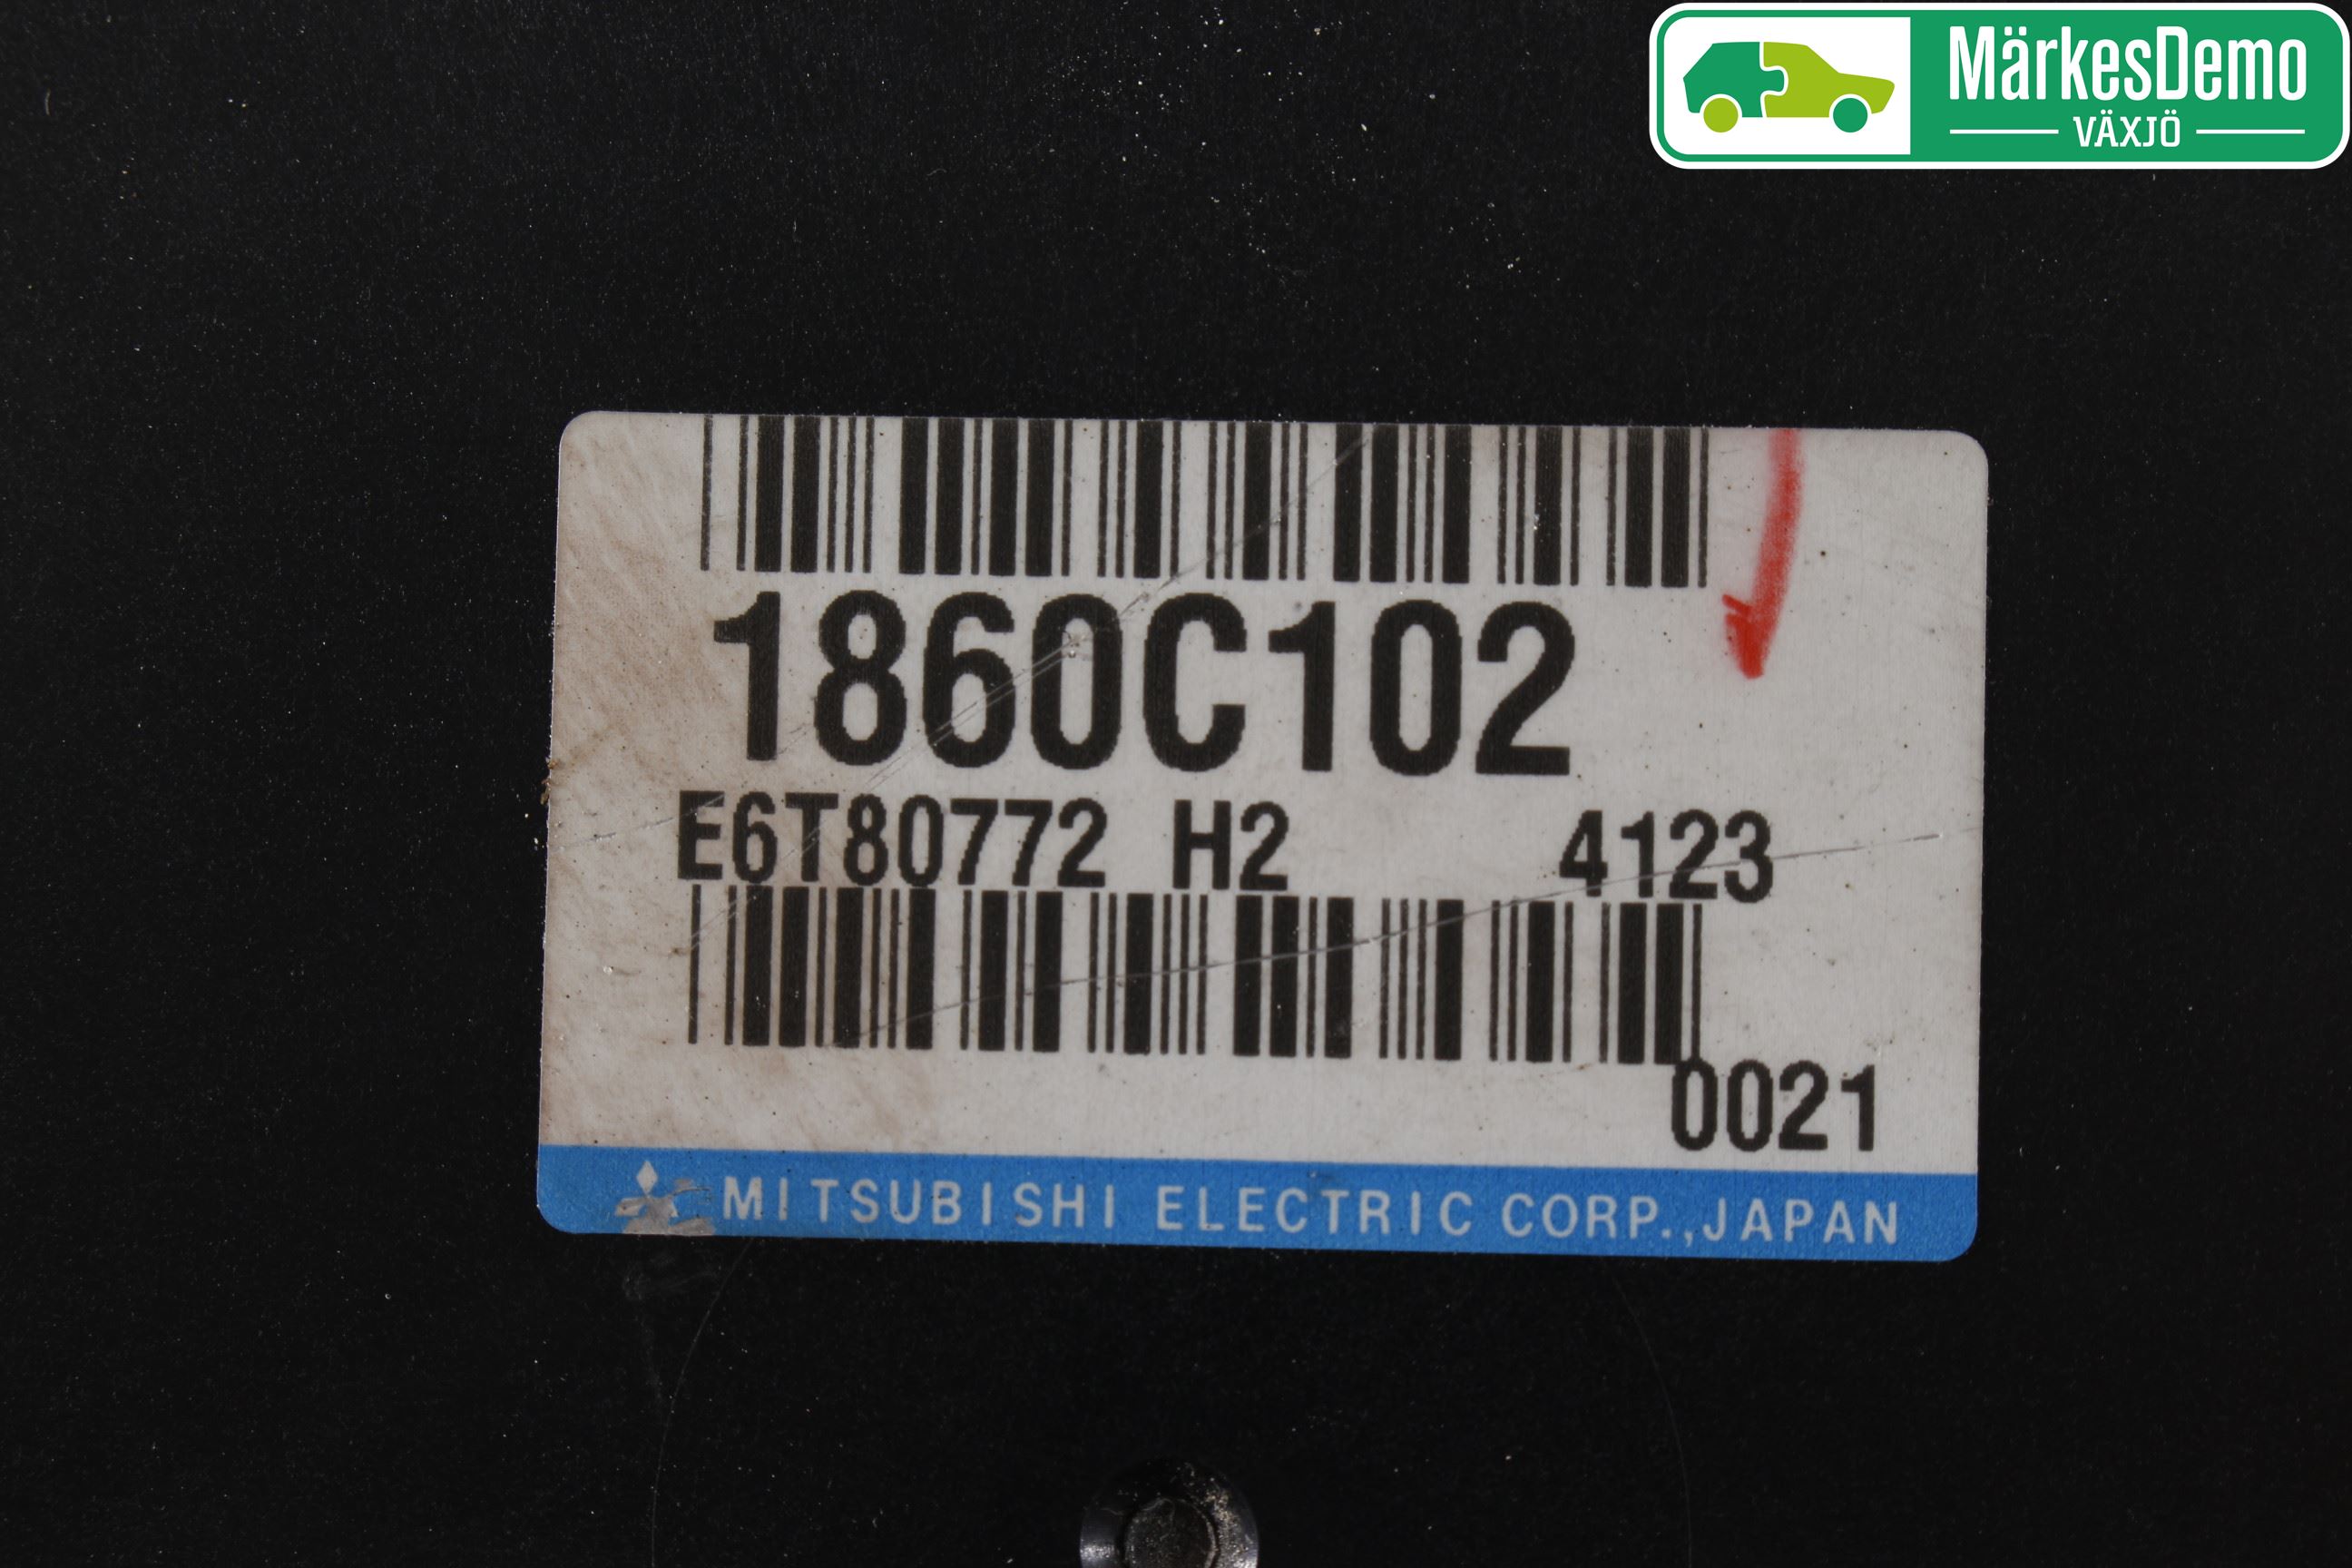 MärkesDemo
VÄXJÖ
1860C102
E6T80772 H2 4123
0021
MITSUBISHI ELECTRIC CORP.,JAPAN